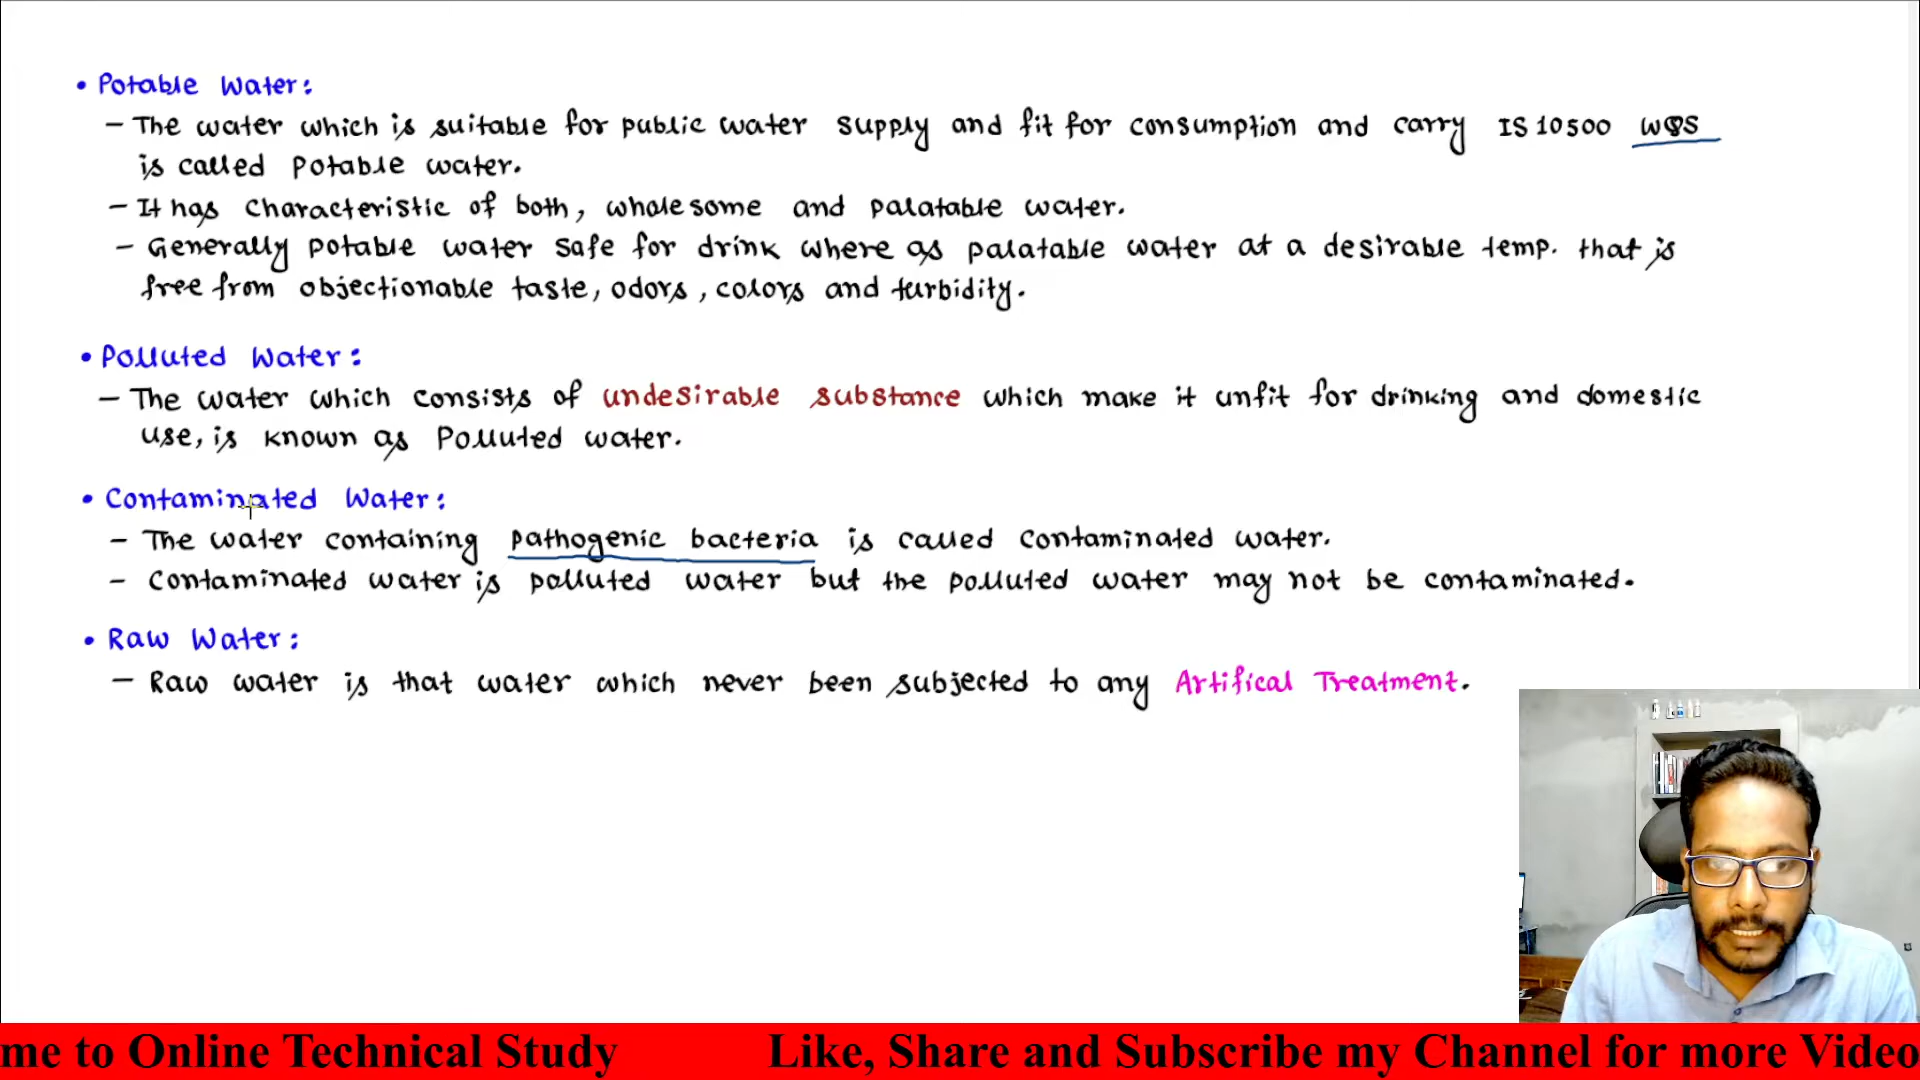 • Potable Water:
- The water which is suitable for public water supply and fit for consumption and carry IS 10500 WQS
is called Potable water.
- It has characteristic of both, wholesome and palatable water.
- Generally potable water safe for drink where as palatable water at a desirable temp. that is
free from objectionable taste, odors, colors and turbidity.
• Polluted Water:
- The water which consists of undesirable substance which make it unfit for drinking and domestic
use, is known as Polluted water.
• Contaminated Water:
- The water containing pathogenic bacteria is called contaminated water.
- Contaminated water is polluted water but the polluted water may not be contaminated.
• Raw Water:
- Raw water is that water which never been subjected to any Artifical Treatment.
me to Online Technical Study Like, Share and Subscribe my Channel for more Video